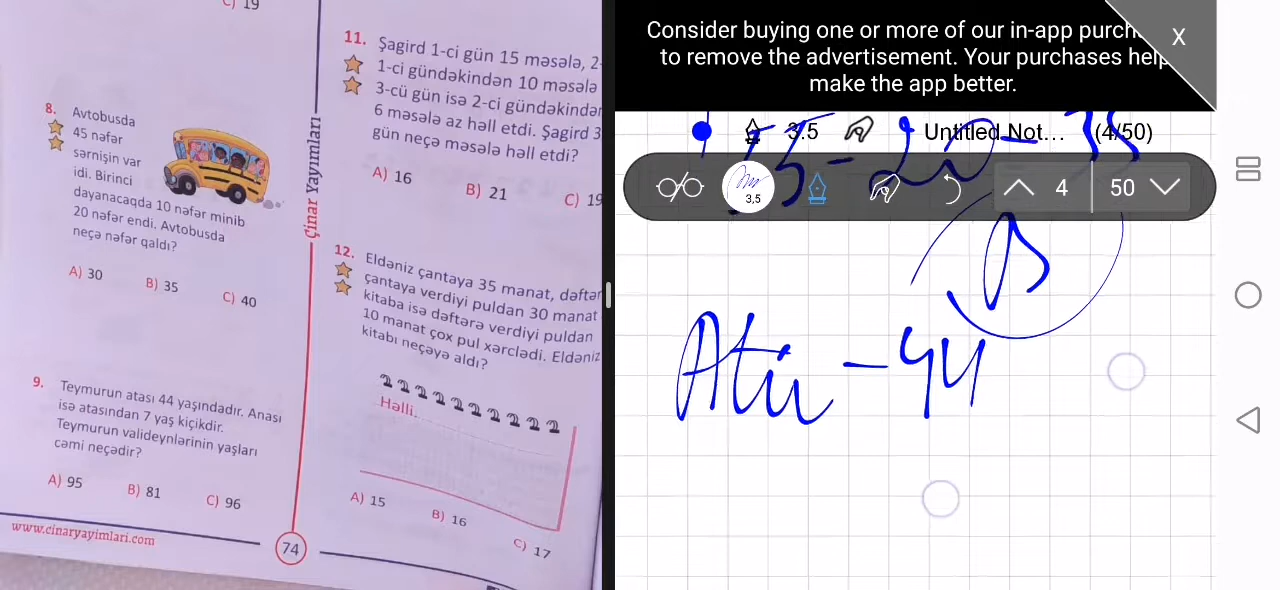 C) 19
8. Avtobusda
45 nəfər
sərnişin var
idi. Birinci
dayanacaqda 10 nəfər minib
20 nəfər endi. Avtobusda
neçə nəfər qaldı?
A) 30 B) 35 C) 40
9. Teymurun atası 44 yaşındadır. Anası
isə atasından 7 yaş kiçikdir.
Teymurun valideynlərinin yaşları
cəmi neçədir?
A) 95 B) 81 C) 96
www.cinaryayimlari.com
74
Çinar Yayımları
11. Şagird 1-ci gün 15 məsələ, 2-
1-ci gündəkindən 10 məsələ
3-cü gün isə 2-ci gündəkindən
6 məsələ az həll etdi. Şagird 3
gün neçə məsələ həll etdi?
A) 16 B) 21 C) 19
12. Eldəniz çantaya 35 manat, dəftər
çantaya verdiyi puldan 30 manat
kitaba isə dəftərə verdiyi puldan
10 manat çox pul xərclədi. Eldəniz
kitabı neçəyə aldı?
Həlli.
A) 15 B) 16 C) 17
Consider buying one or more of our in-app purch
to remove the advertisement. Your purchases help
make the app better.
X
3.5 Untitled Not... (4/50)
3,5 4 50
- 44